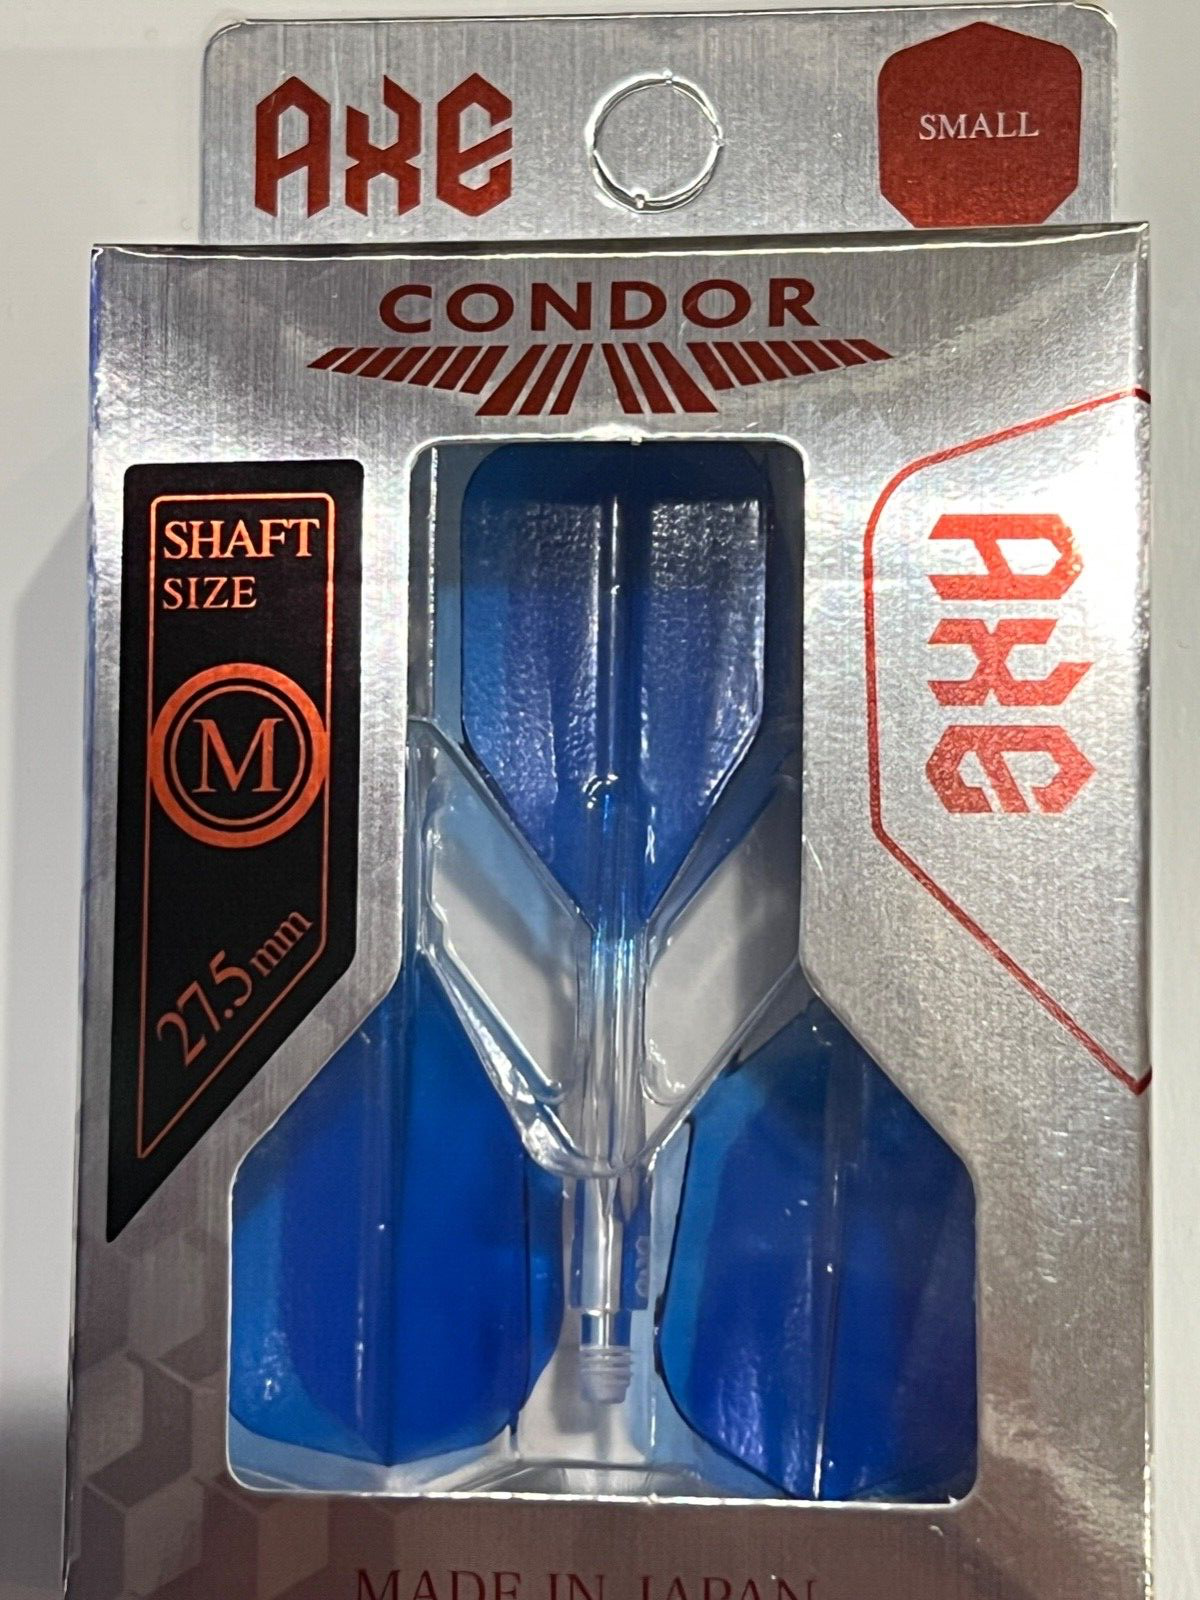 AXE
SMALL
CONDOR
SHAFT
SIZE
M
27.5mm
AXE
MADE IN JAPAN